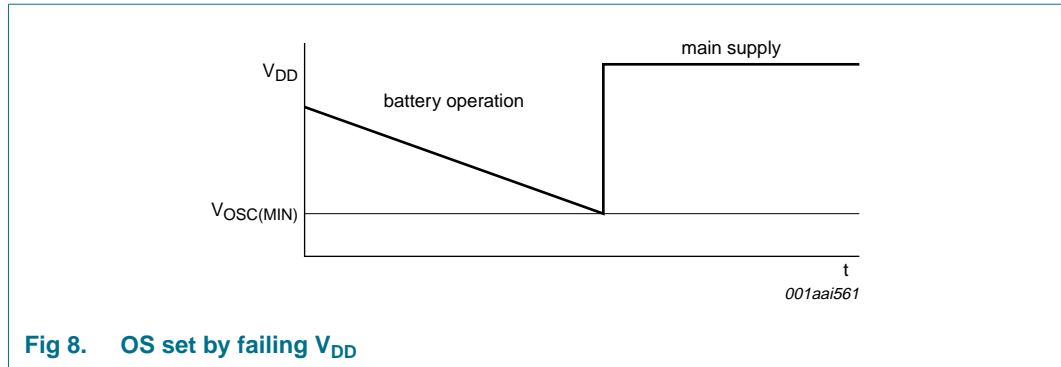 main supply
VDD
battery operation
VOSC(MIN)
t
001aai561
Fig 8. OS set by failing VDD